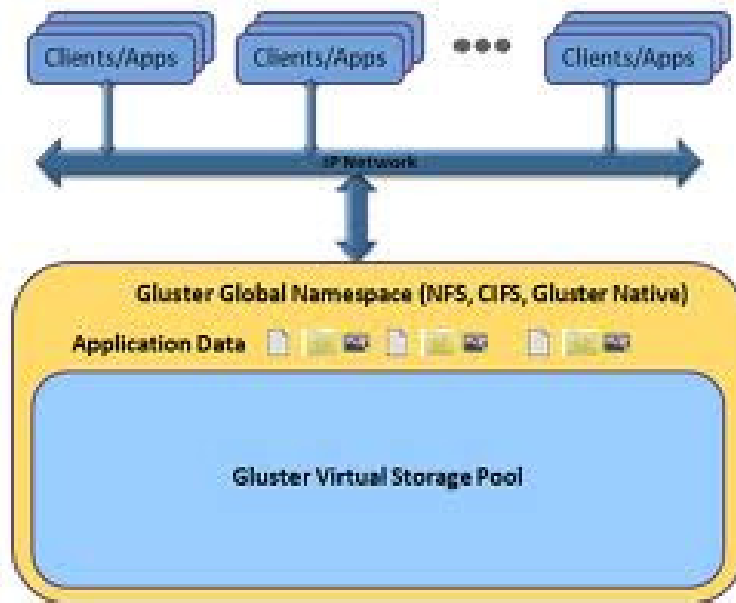 Clients/Apps
Clients/Apps
Clients/Apps
IP Network
Gluster Global Namespace (NFS, CIFS, Gluster Native)
Application Data
Gluster Virtual Storage Pool